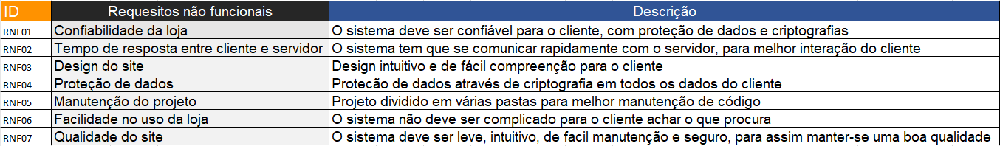 ID Requesitos não funcionais Descrição
RNF01 Confiabilidade da loja O sistema deve ser confiável para o cliente, com proteção de dados e criptografias
RNF02 Tempo de resposta entre cliente e servidor O sistema tem que se comunicar rapidamente com o servidor, para melhor interação do cliente
RNF03 Design do site Design intuitivo e de fácil compreenção para o cliente
RNF04 Proteção de dados Protecão de dados através de criptografia em todos os dados do cliente
RNF05 Manutenção do projeto Projeto dividido em várias pastas para melhor manutenção de código
RNF06 Facilidade no uso da loja O sistema não deve ser complicado para o cliente achar o que procura
RNF07 Qualidade do site O sistema deve ser leve, intuitivo, de facil manutenção e seguro, para assim manter-se uma boa qualidade